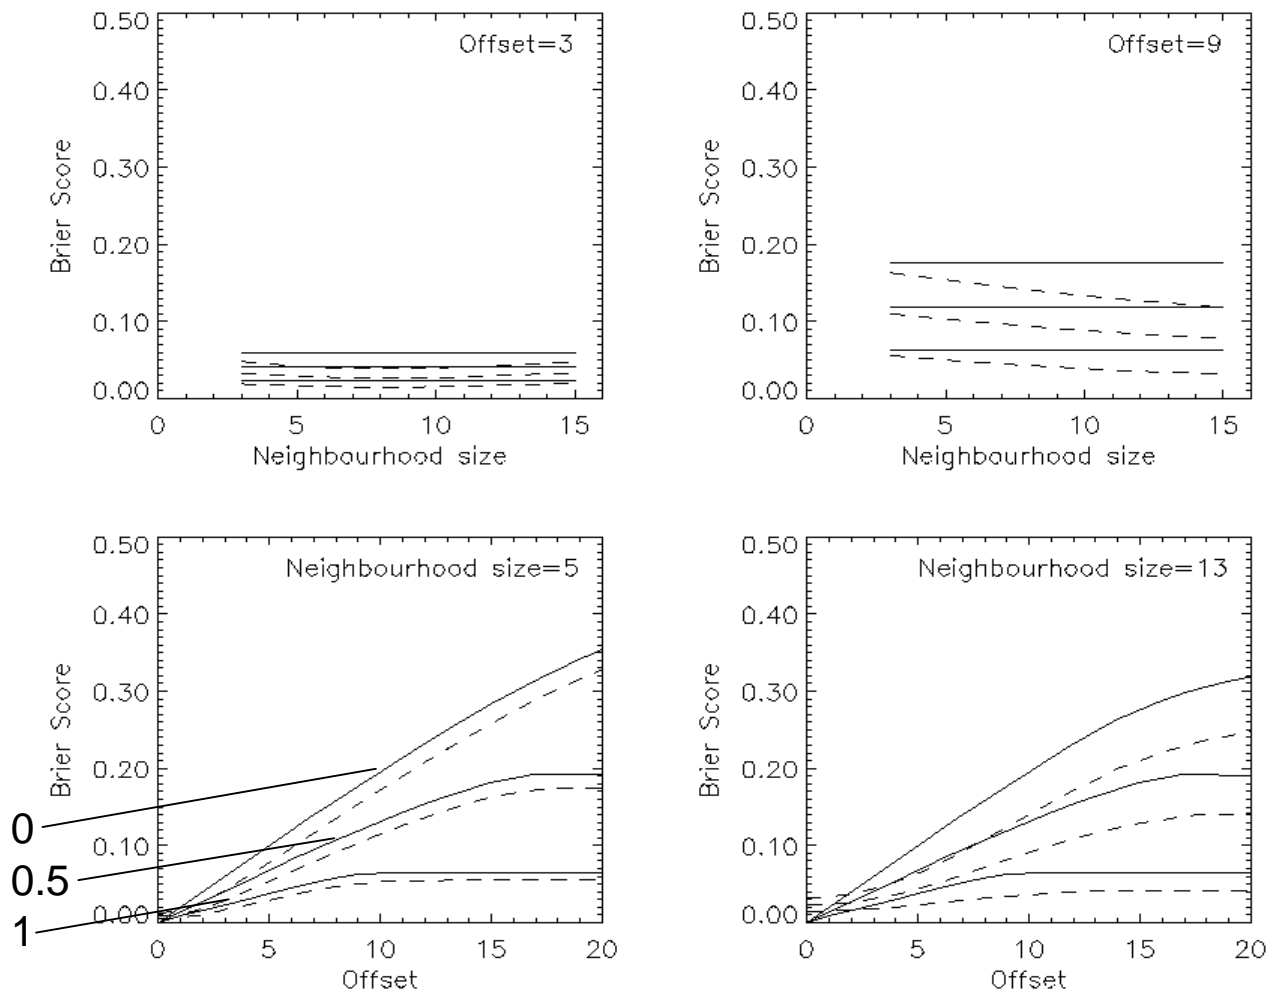 Offset=3
0.50
0.40
0.30
0.20
0.10
0.00
Brier Score
0 5 10 15
Neighbourhood size
Offset=9
0.50
0.40
0.30
0.20
0.10
0.00
Brier Score
0 5 10 15
Neighbourhood size
Neighbourhood size=5
0.50
0.40
0.30
0.20
0.10
0.00
Brier Score
0
0.5
1
0 5 10 15 20
Offset
Neighbourhood size=13
0.50
0.40
0.30
0.20
0.10
0.00
Brier Score
0 5 10 15 20
Offset